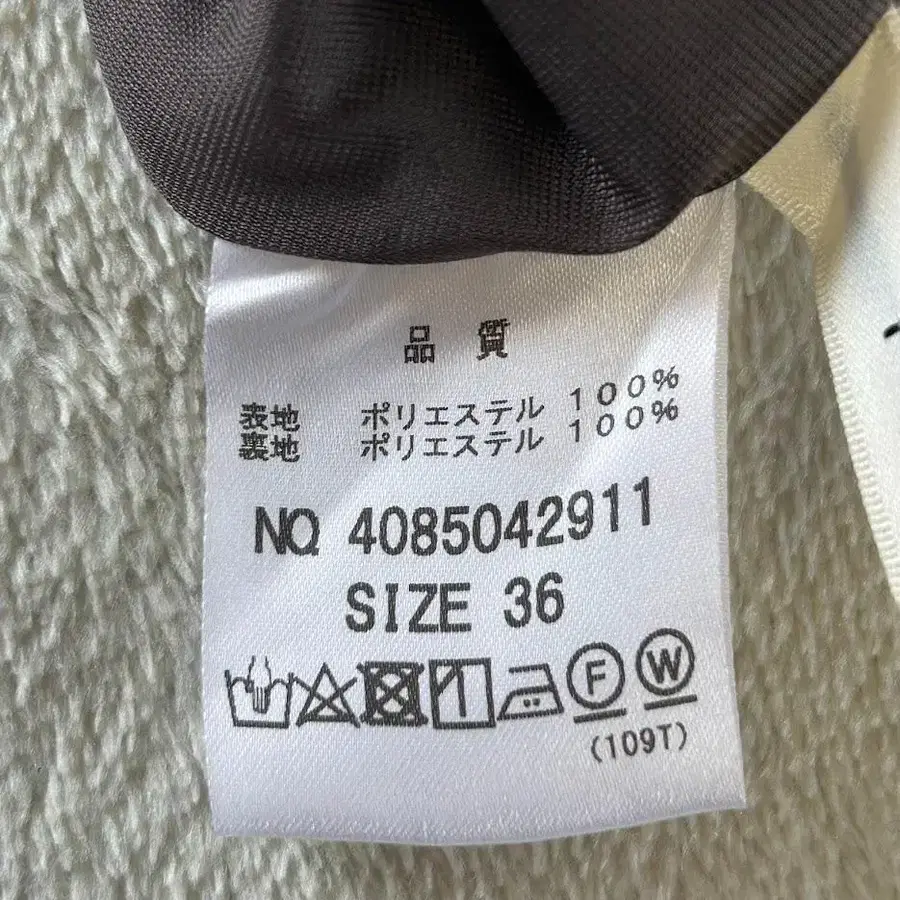 品質
表地 ポリエステル 100%
裏地 ポリエステル 100%
NO. 4085042911
SIZE 36
F W
(109T)